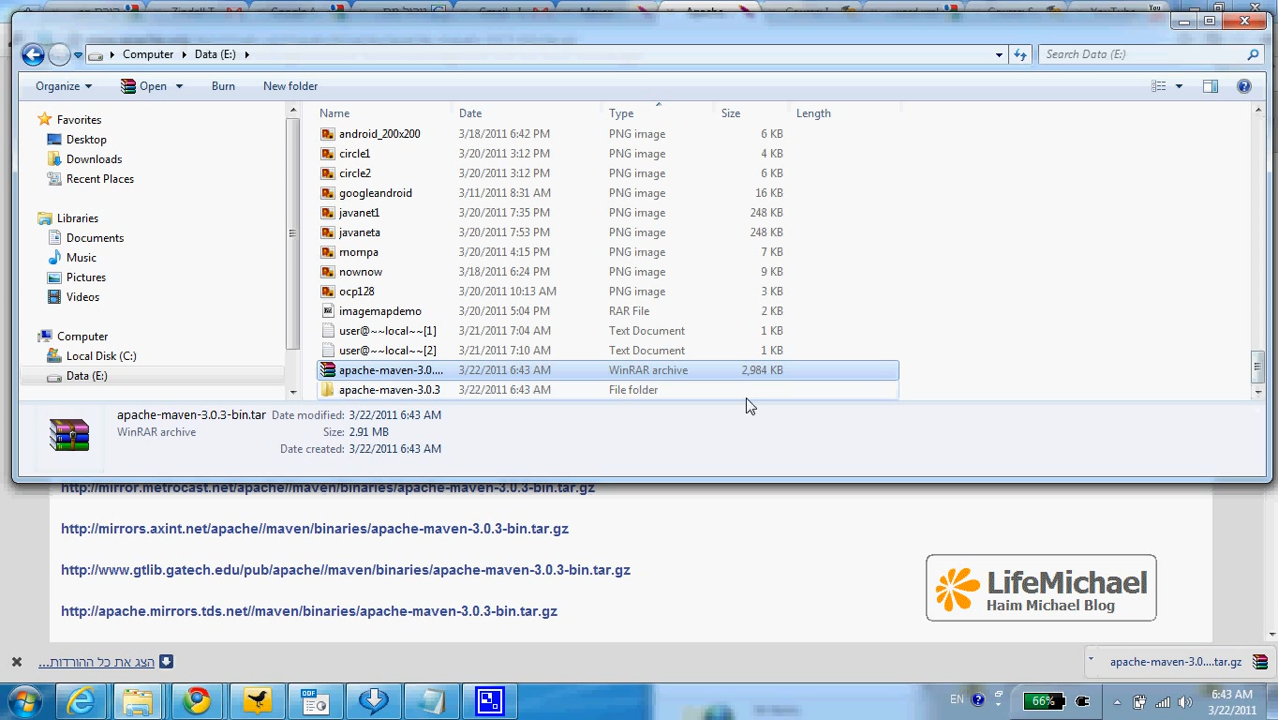 Computer Data (E:) Search Data (E:)
Organize Open Burn New folder
Name Date Type Size Length
Favorites
Desktop
Downloads
Recent Places
Libraries
Documents
Music
Pictures
Videos
Computer
Local Disk (C:)
Data (E:)
android_200x200 3/18/2011 6:42 PM PNG image 6 KB
circle1 3/20/2011 3:12 PM PNG image 4 KB
circle2 3/20/2011 3:12 PM PNG image 6 KB
googleandroid 3/11/2011 8:31 AM PNG image 16 KB
javanet1 3/20/2011 7:35 PM PNG image 248 KB
javaneta 3/20/2011 7:53 PM PNG image 248 KB
mornpa 3/20/2011 4:15 PM PNG image 7 KB
nownow 3/18/2011 6:24 PM PNG image 9 KB
ocp128 3/20/2011 10:13 AM PNG image 3 KB
imagemapdemo 3/20/2011 5:04 PM RAR File 2 KB
user@~~local~~[1] 3/21/2011 7:04 AM Text Document 1 KB
user@~~local~~[2] 3/21/2011 7:10 AM Text Document 1 KB
apache-maven-3.0.... 3/22/2011 6:43 AM WinRAR archive 2,984 KB
apache-maven-3.0.3 3/22/2011 6:43 AM File folder
apache-maven-3.0.3-bin.tar Date modified: 3/22/2011 6:43 AM
WinRAR archive Size: 2.91 MB
Date created: 3/22/2011 6:43 AM
http://mirror.metrocast.net/apache//maven/binaries/apache-maven-3.0.3-bin.tar.gz
http://mirrors.axint.net/apache//maven/binaries/apache-maven-3.0.3-bin.tar.gz
http://www.gtlib.gatech.edu/pub/apache//maven/binaries/apache-maven-3.0.3-bin.tar.gz
http://apache.mirrors.tds.net//maven/binaries/apache-maven-3.0.3-bin.tar.gz
LifeMichael
Haim Michael Blog
הצג את כל ההורדות...
apache-maven-3.0....tar.gz
EN 66% 6:43 AM
3/22/2011